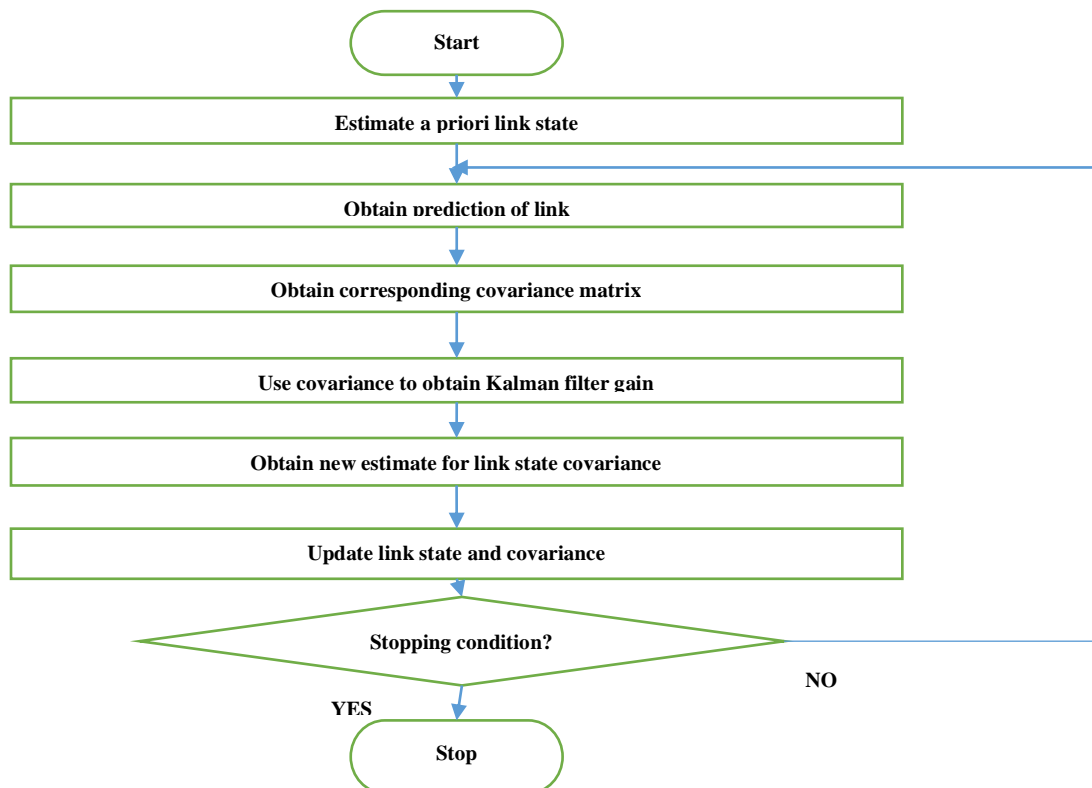 Start
Estimate a priori link state
Obtain prediction of link
Obtain corresponding covariance matrix
Use covariance to obtain Kalman filter gain
Obtain new estimate for link state covariance
Update link state and covariance
Stopping condition?
NO
YES
Stop